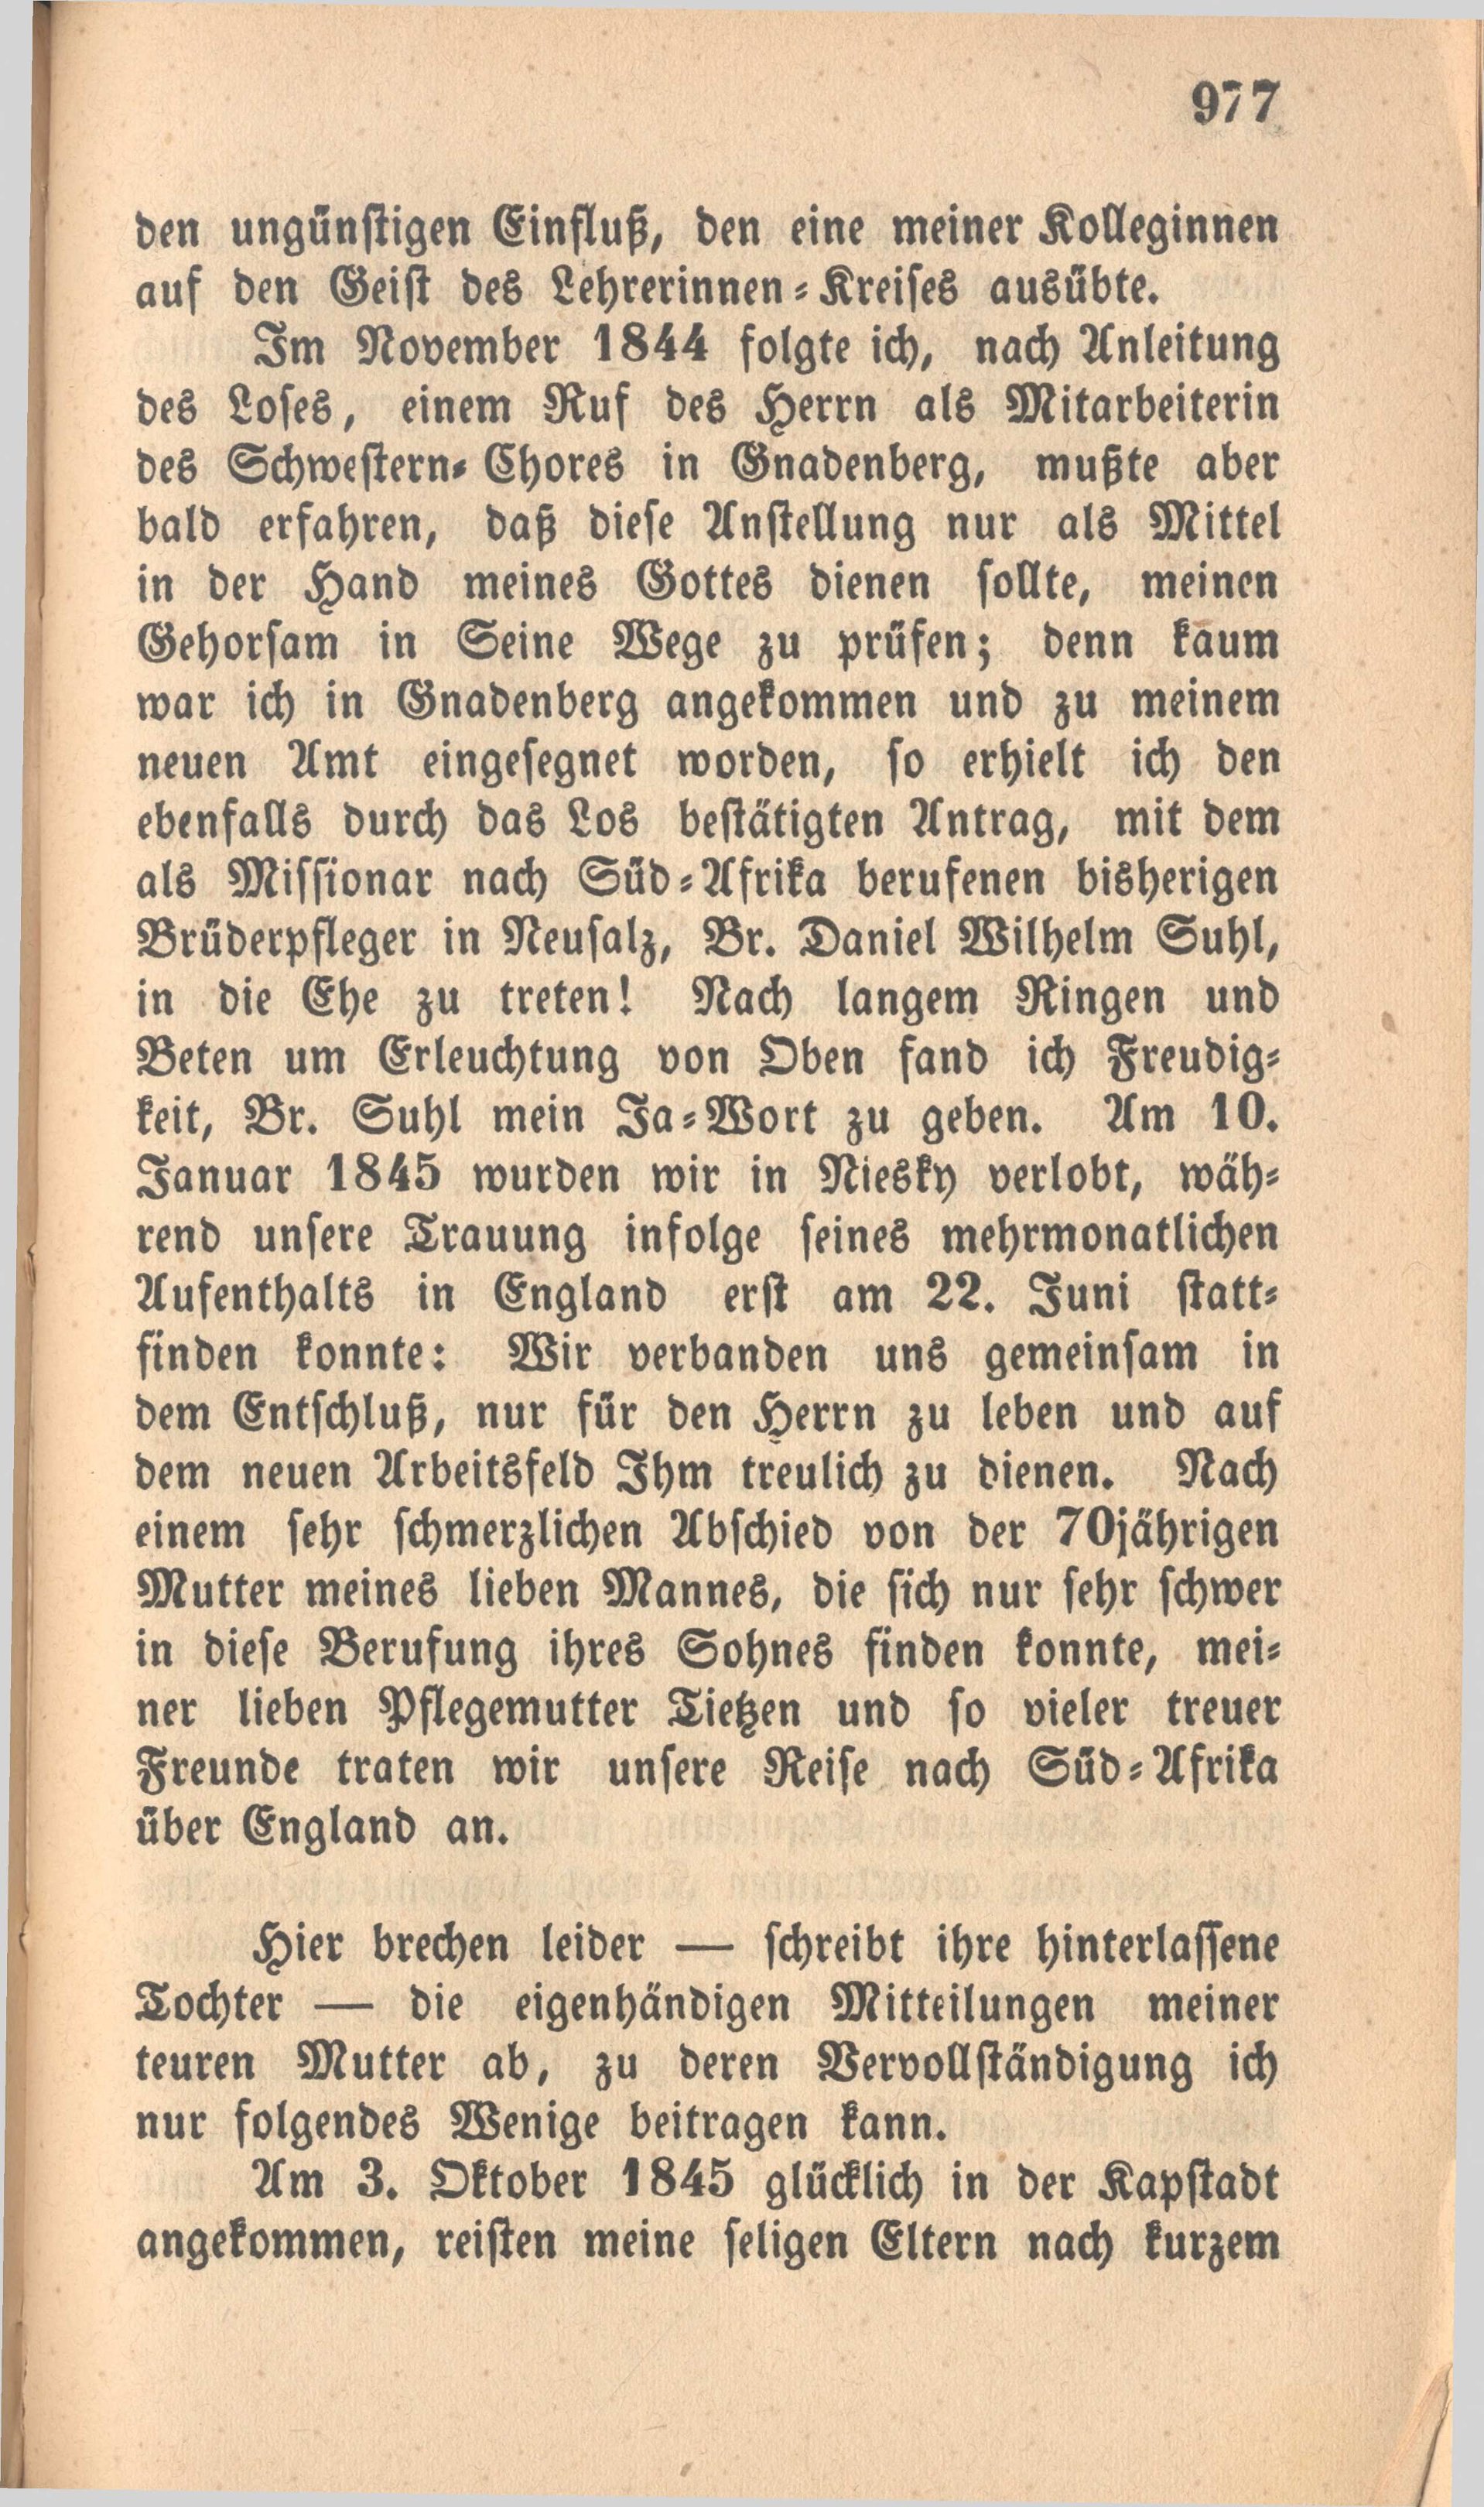 977
den ungünstigen Einfluß, den eine meiner Kolleginnen
auf den Geist des Lehrerinnen-Kreises ausübte.
Im November 1844 folgte ich, nach Anleitung
des Loses, einem Ruf des Herrn als Mitarbeiterin
des Schwestern-Chores in Gnadenberg, mußte aber
bald erfahren, daß diese Anstellung nur als Mittel
in der Hand meines Gottes dienen sollte, meinen
Gehorsam in Seine Wege zu prüfen; denn kaum
war ich in Gnadenberg angekommen und zu meinem
neuen Amt eingesegnet worden, so erhielt ich den
ebenfalls durch das Los bestätigten Antrag, mit dem
als Missionar nach Süd-Afrika berufenen bisherigen
Brüderpfleger in Neusalz, Br. Daniel Wilhelm Suhl,
in die Ehe zu treten! Nach langem Ringen und
Beten um Erleuchtung von Oben fand ich Freudig-
keit, Br. Suhl mein Ja-Wort zu geben. Am 10.
Januar 1845 wurden wir in Niesky verlobt, wäh-
rend unsere Trauung infolge seines mehrmonatlichen
Aufenthalts in England erst am 22. Juni statt-
finden konnte: Wir verbanden uns gemeinsam in
dem Entschluß, nur für den Herrn zu leben und auf
dem neuen Arbeitsfeld Ihm treulich zu dienen. Nach
einem sehr schmerzlichen Abschied von der 70jährigen
Mutter meines lieben Mannes, die sich nur sehr schwer
in diese Berufung ihres Sohnes finden konnte, mei-
ner lieben Pflegemutter Tietzen und so vieler treuer
Freunde traten wir unsere Reise nach Süd-Afrika
über England an.
Hier brechen leider — schreibt ihre hinterlassene
Tochter — die eigenhändigen Mitteilungen meiner
teuren Mutter ab, zu deren Vervollständigung ich
nur folgendes Wenige beitragen kann.
Am 3. Oktober 1845 glücklich in der Kapstadt
angekommen, reisten meine seligen Eltern nach kurzem